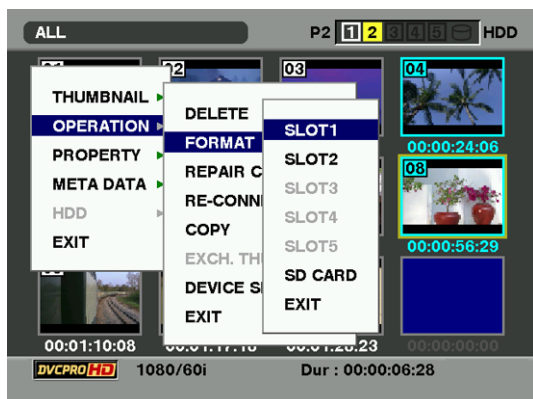 ALL P2 1 2 3 4 5 HDD
02 03 04
THUMBNAIL
OPERATION
PROPERTY
META DATA
HDD
EXIT
DELETE
FORMAT
REPAIR C
RE-CONN
COPY
EXCH. TH
DEVICE S
EXIT
SLOT1
SLOT2
SLOT3
SLOT4
SLOT5
SD CARD
EXIT
00:00:24:06
08
00:00:56:29
00:01:10:08 00:00:00:00
DVCPRO HD 1080/60i Dur : 00:00:06:28